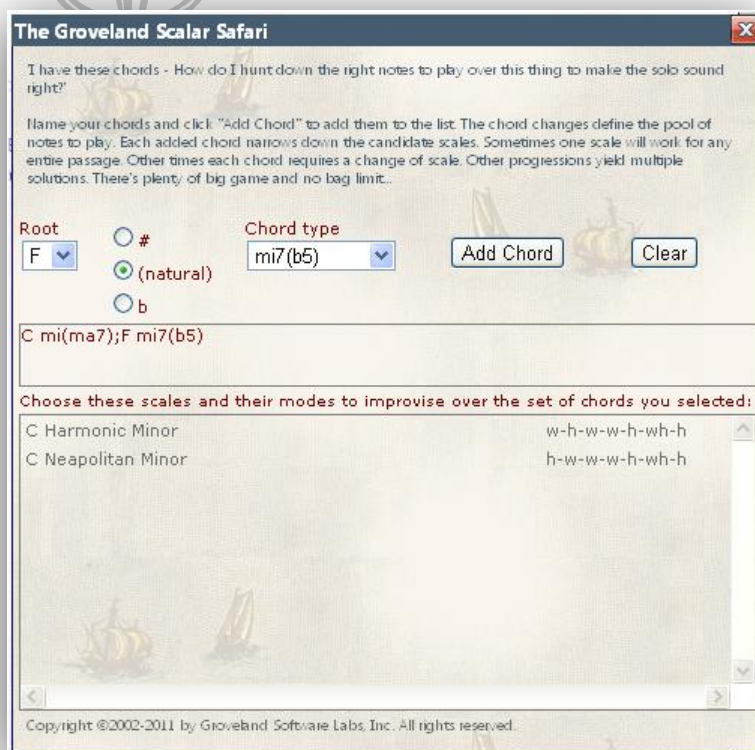 The Groveland Scalar Safari
'I have these chords - How do I hunt down the right notes to play over this thing to make the solo sound
right?'
Name your chords and click "Add Chord" to add them to the list. The chord changes define the pool of
notes to play. Each added chord narrows down the candidate scales. Sometimes one scale will work for any
entire passage. Other times each chord requires a change of scale. Other progressions yield multiple
solutions. There's plenty of big game and no bag limit...
Root
Chord type
#
F
mi7(b5)
Add Chord
Clear
(natural)
b
C mi(ma7);F mi7(b5)
Choose these scales and their modes to improvise over the set of chords you selected:
C Harmonic Minor w-h-w-w-h-wh-h
C Neapolitan Minor h-w-w-w-h-wh-h
Copyright ©2002-2011 by Groveland Software Labs, Inc. All rights reserved.